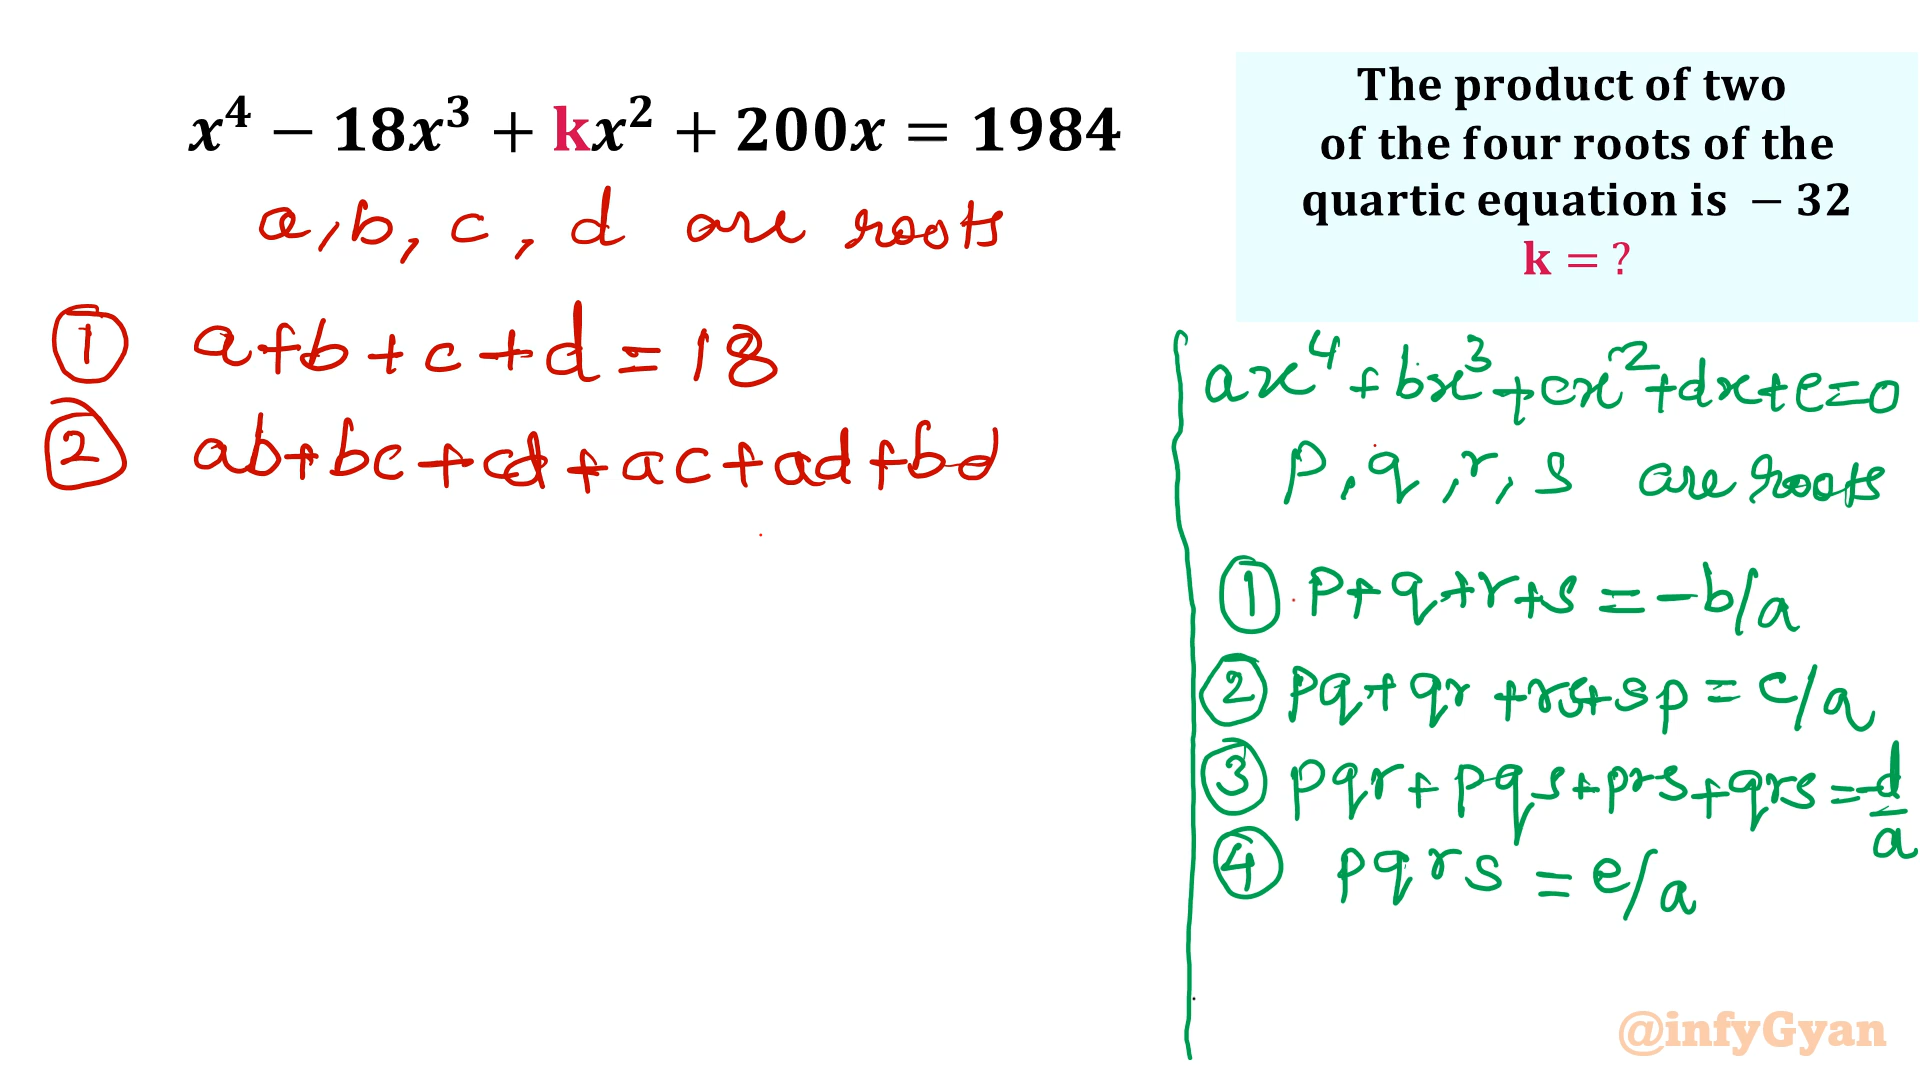 x⁴ − 18x³ + kx² + 200x = 1984
a, b, c, d are roots
① a+b+c+d=18
② ab+bc+cd+ac+ad+bd
The product of two
of the four roots of the
quartic equation is − 32
k = ?
ax⁴+bx³+cx²+dx+e=0
p, q, r, s are roots
① p+q+r+s = -b/a
② pq+qr+rs+sp = c/a
③ pqr+pqs+prs+qrs = -d/a
④ pqrs = e/a
@infyGyan